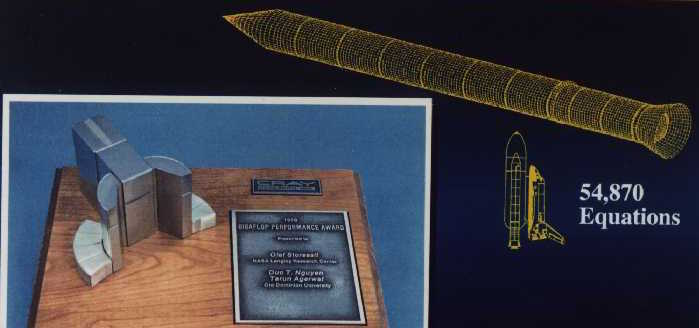 54,870
Equations
CRAY
GIGAFLOP PERFORMANCE AWARD
Presented to
Olaf Storaasli
NASA Langley Research Center
Duc T. Nguyen
Tarun Agarwal
Old Dominion University